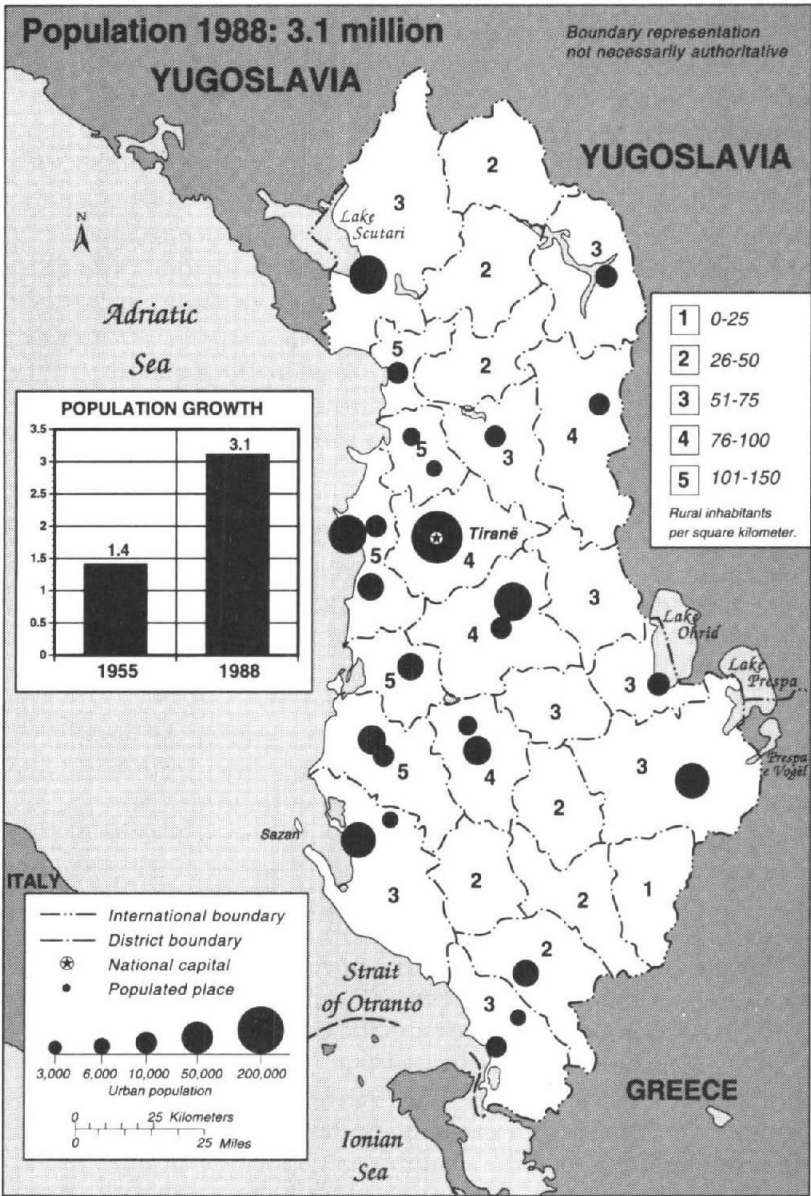 Population 1988: 3.1 million
Boundary representation
not necessarily authoritative
YUGOSLAVIA
YUGOSLAVIA
2
3
N
Lake
Scutari
3
2
Adriatic
Sea
5
2
1 0-25
2 26-50
3 51-75
4 76-100
5 101-150
Rural inhabitants
per square kilometer.
POPULATION GROWTH
3.5
3
2.5
2
1.5
1
.5
0
1.4
3.1
1955
1988
5
3
4
Tiranë
5
4
3
Lake
Ohrid
4
Lake
Prespa
5
3
3
Prespa
e Vogël
5
4
3
2
Sazan
ITALY
3
2
2
1
International boundary
District boundary
National capital
Populated place
3,000
6,000
10,000
50,000
200,000
Urban population
0 25 Kilometers
0 25 Miles
Strait
of Otranto
2
3
GREECE
Ionian
Sea